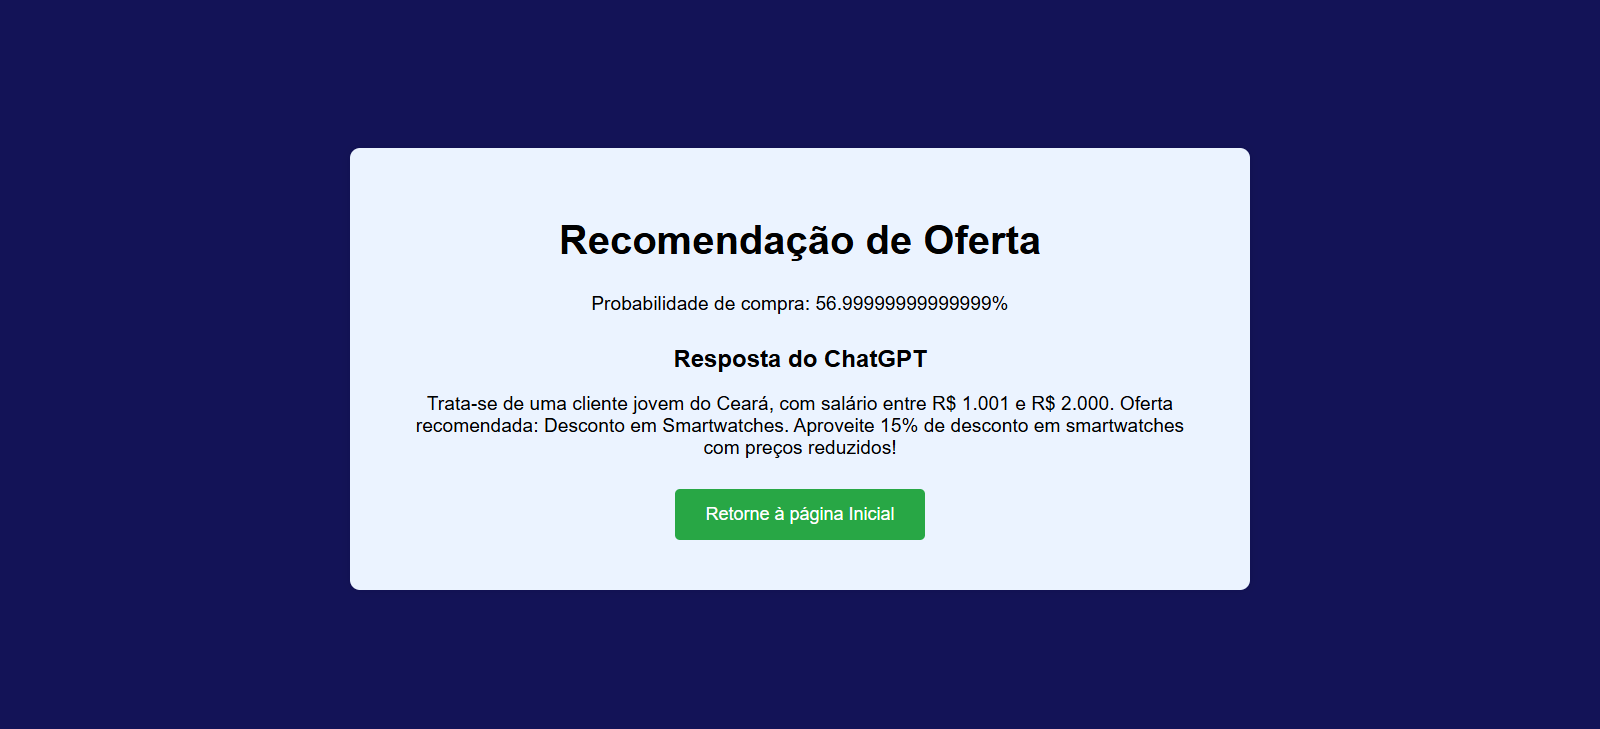 Recomendação de Oferta
Probabilidade de compra: 56.99999999999999%
Resposta do ChatGPT
Trata-se de uma cliente jovem do Ceará, com salário entre R$ 1.001 e R$ 2.000. Oferta
recomendada: Desconto em Smartwatches. Aproveite 15% de desconto em smartwatches
com preços reduzidos!
Retorne à página Inicial